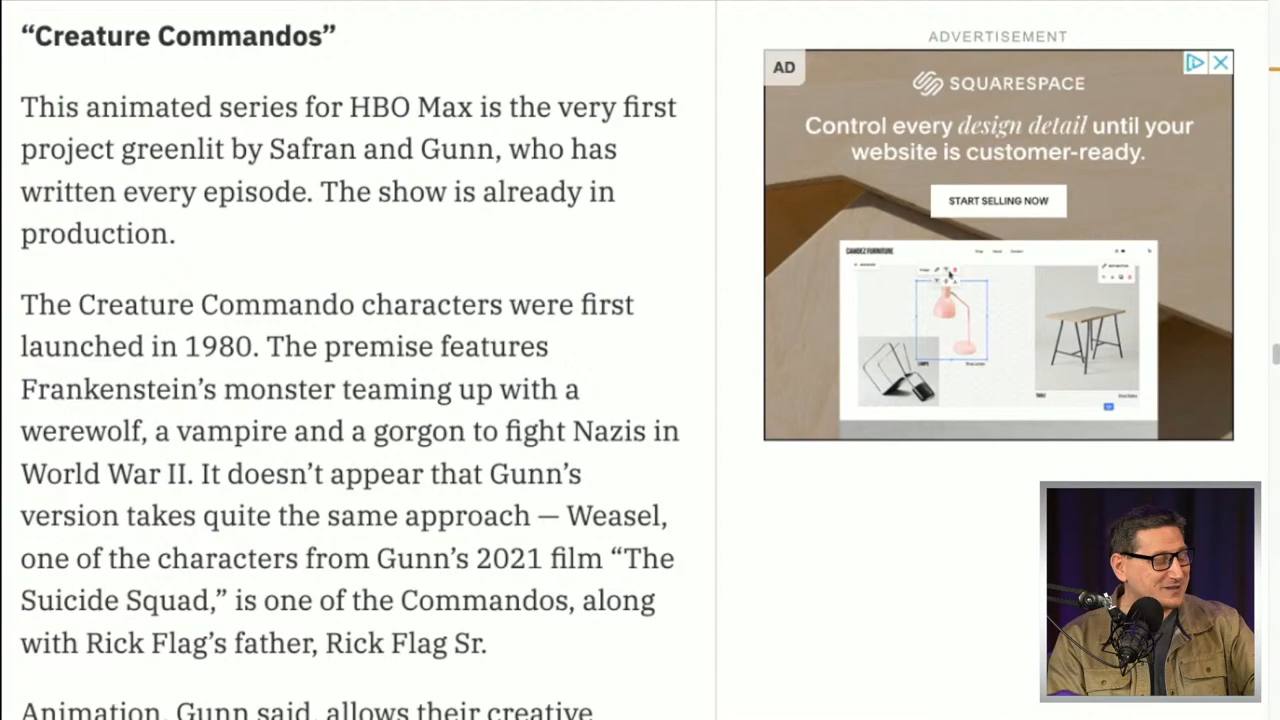 “Creature Commandos”
This animated series for HBO Max is the very first
project greenlit by Safran and Gunn, who has
written every episode. The show is already in
production.
The Creature Commando characters were first
launched in 1980. The premise features
Frankenstein’s monster teaming up with a
werewolf, a vampire and a gorgon to fight Nazis in
World War II. It doesn’t appear that Gunn’s
version takes quite the same approach — Weasel,
one of the characters from Gunn’s 2021 film “The
Suicide Squad,” is one of the Commandos, along
with Rick Flag’s father, Rick Flag Sr.
Animation, Gunn said, allows their creative
ADVERTISEMENT
AD
SQUARESPACE
Control every design detail until your
website is customer-ready.
START SELLING NOW